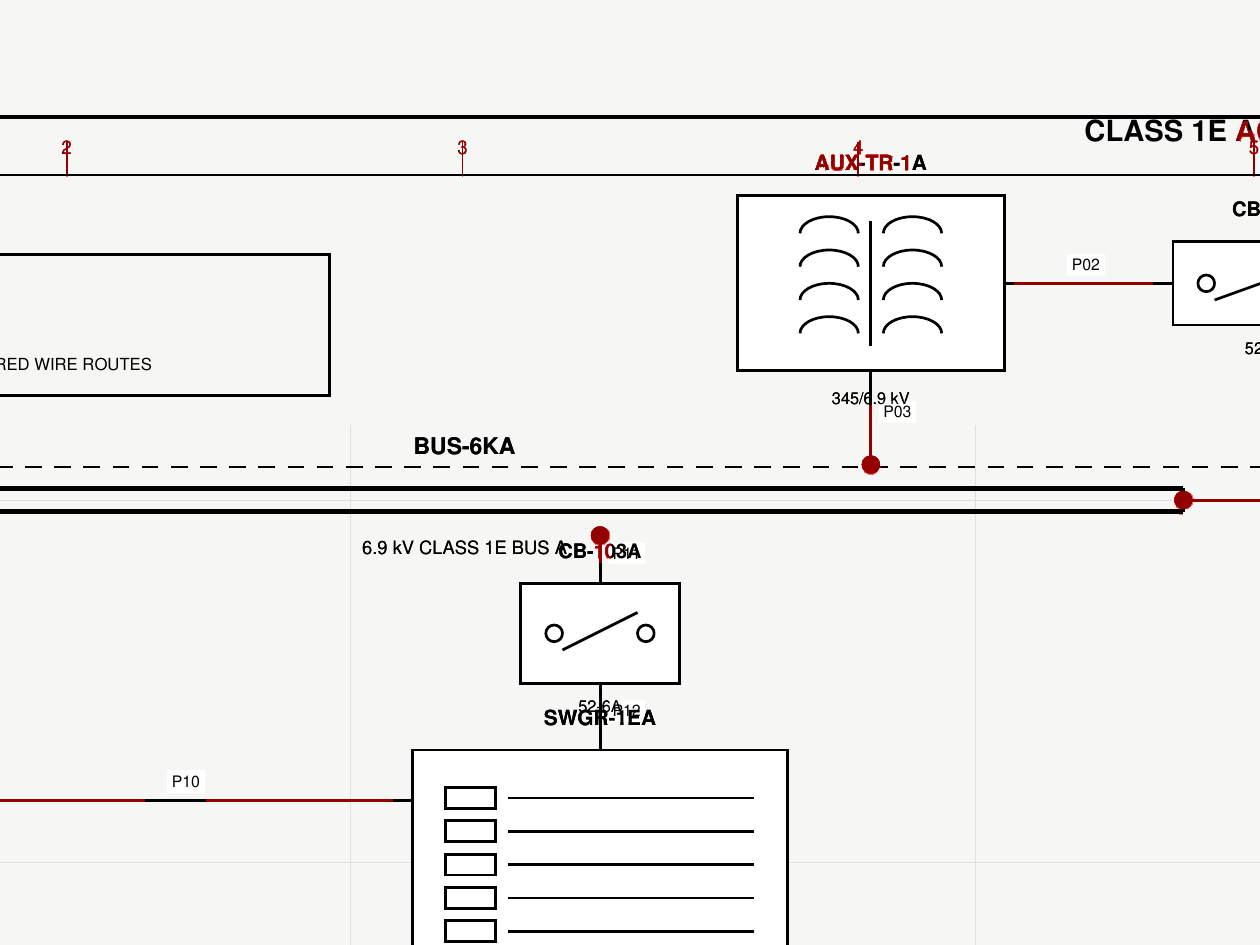 CLASS 1E
2 3 4 5
AUX-TR-1A
CB
P02
RED WIRE ROUTES
52
345/6.9 kV
P03
BUS-6KA
6.9 kV CLASS 1E BUS A
CB-103A
52-6A
P12
SWGR-1EA
P10